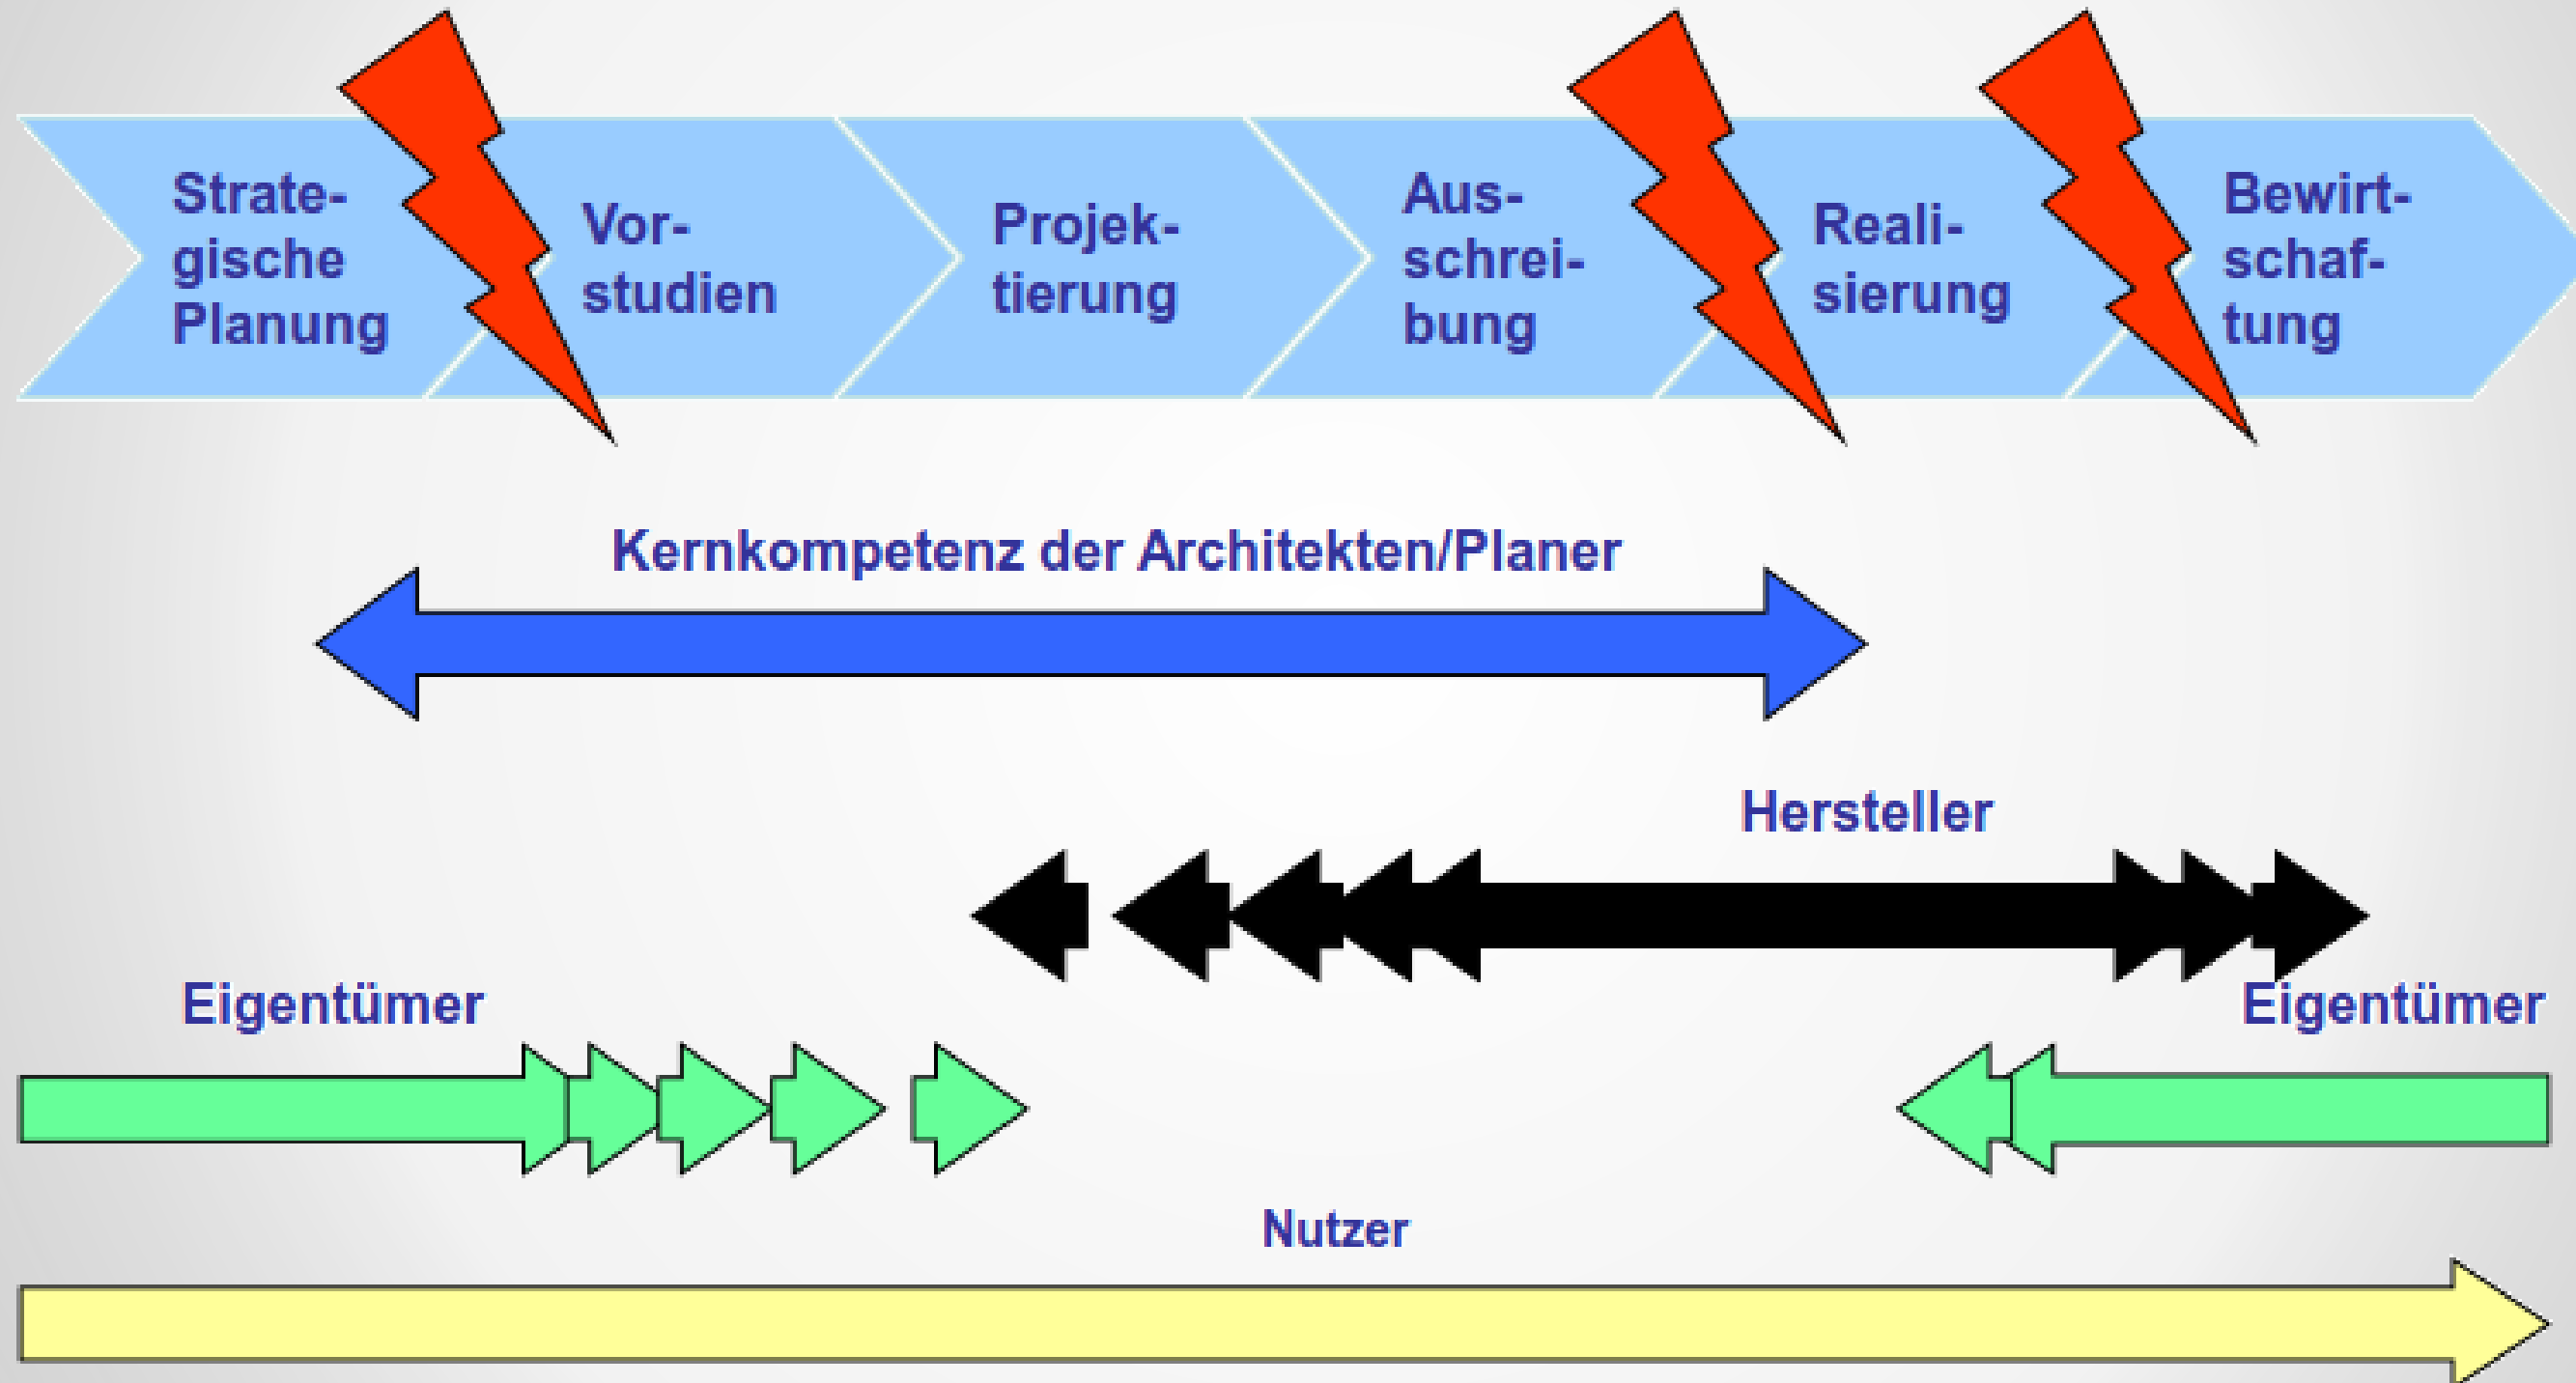 Strate-
gische
Planung
Vor-
studien
Projek-
tierung
Aus-
schrei-
bung
Reali-
sierung
Bewirt-
schaf-
tung
Kernkompetenz der Architekten/Planer
Hersteller
Eigentümer
Eigentümer
Nutzer